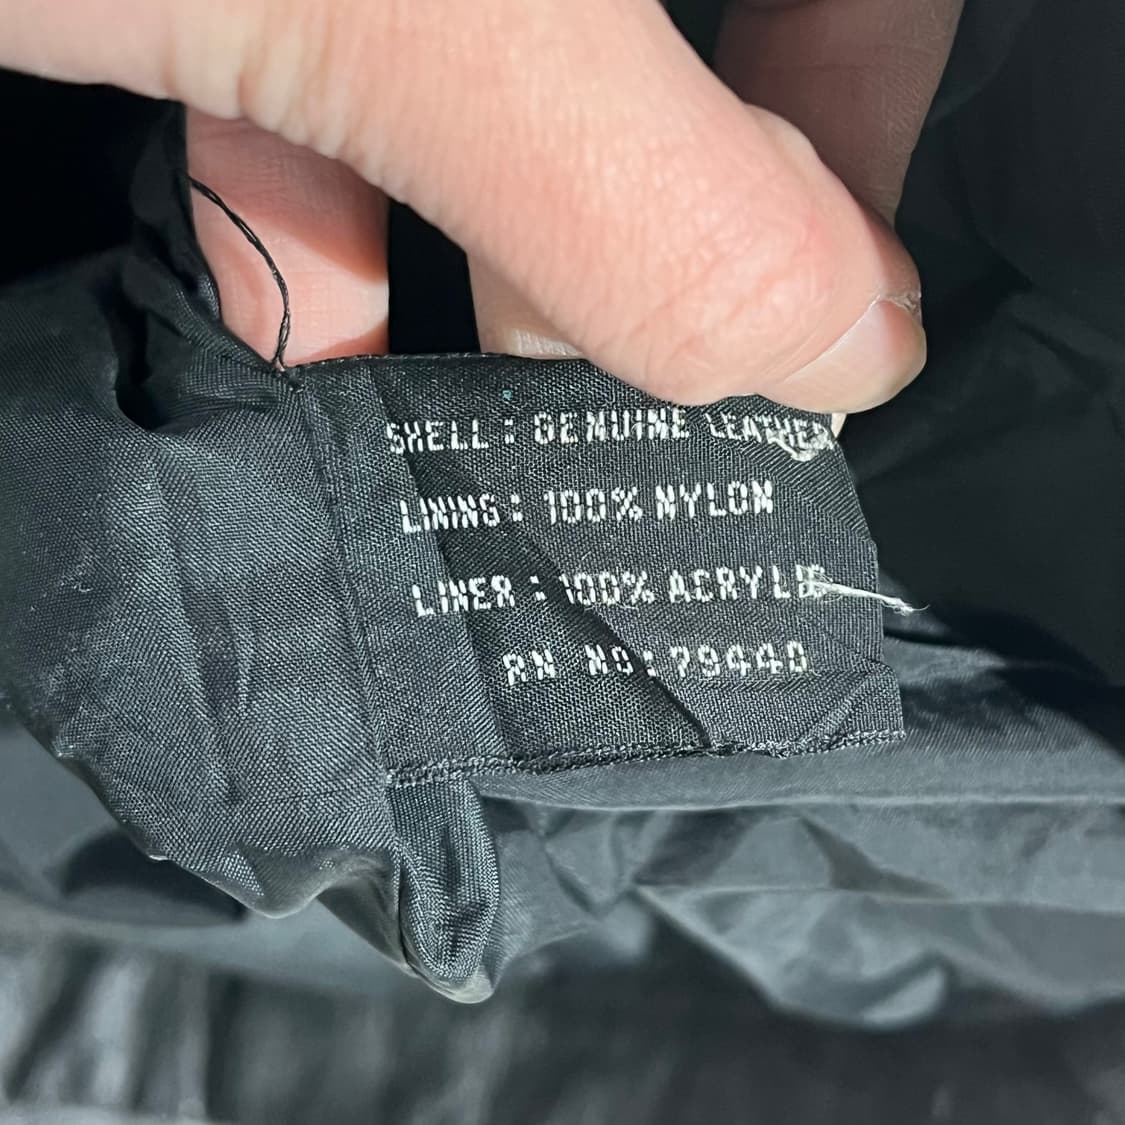 SHELL: GENUINE LEATHER
LINING: 100% NYLON
LINER: 100% ACRYLIC
RN NO: 79440